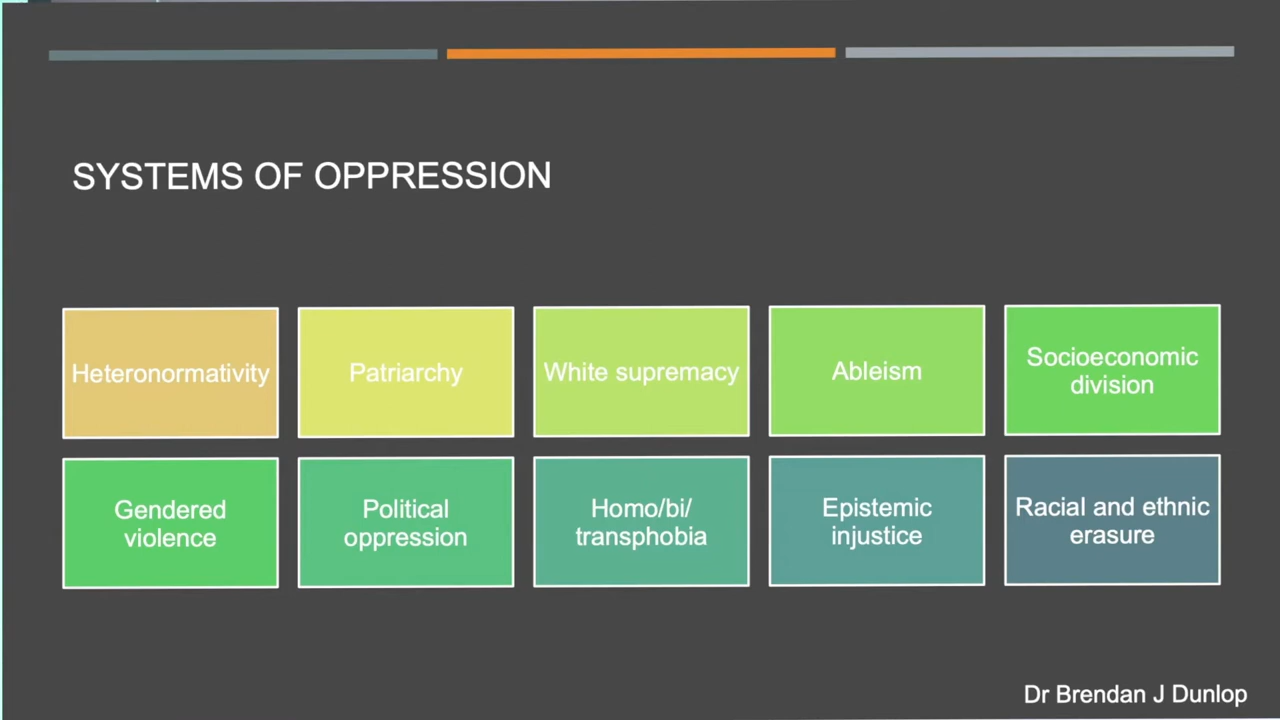 SYSTEMS OF OPPRESSION
Heteronormativity
Patriarchy
White supremacy
Ableism
Socioeconomic
division
Gendered
violence
Political
oppression
Homo/bi/
transphobia
Epistemic
injustice
Racial and ethnic
erasure
Dr Brendan J Dunlop